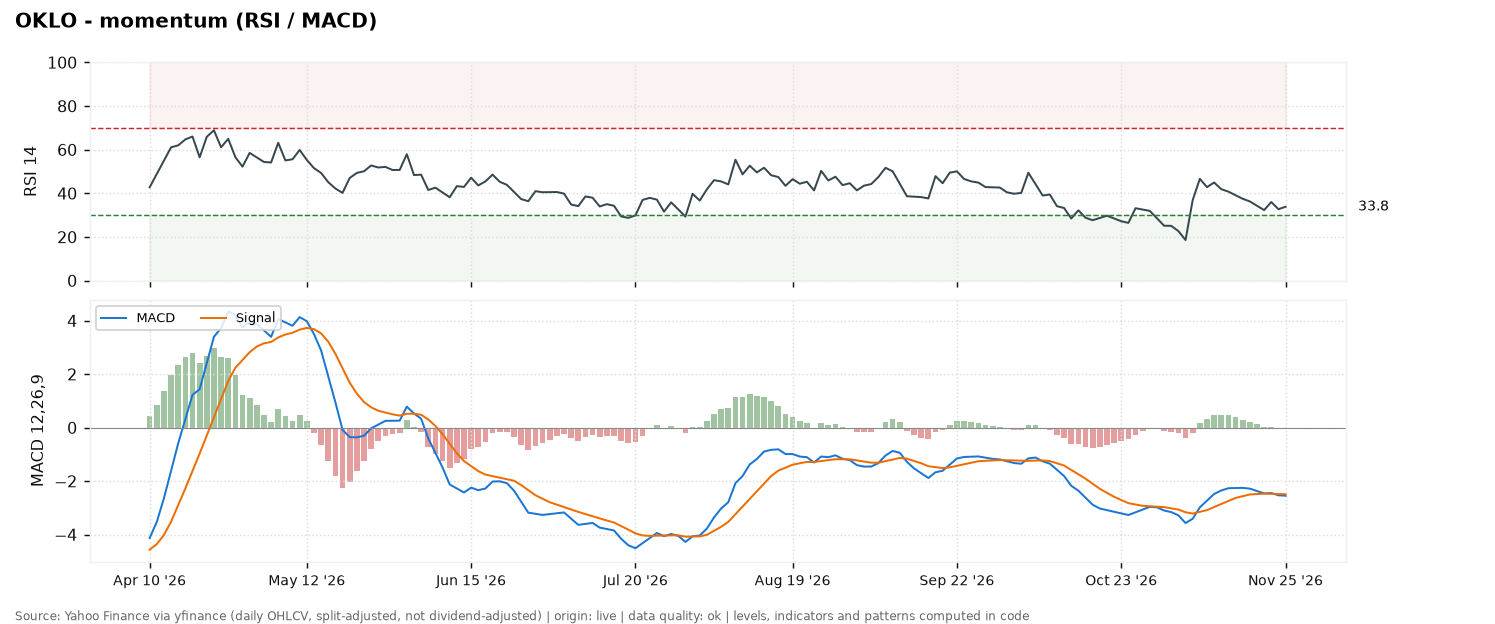 OKLO - momentum (RSI / MACD)
100
80
60
40
20
0
RSI 14
33.8
MACD
Signal
4
2
0
−2
−4
MACD 12,26,9
Apr 10 '26
May 12 '26
Jun 15 '26
Jul 20 '26
Aug 19 '26
Sep 22 '26
Oct 23 '26
Nov 25 '26
Source: Yahoo Finance via yfinance (daily OHLCV, split-adjusted, not dividend-adjusted) | origin: live | data quality: ok | levels, indicators and patterns computed in code